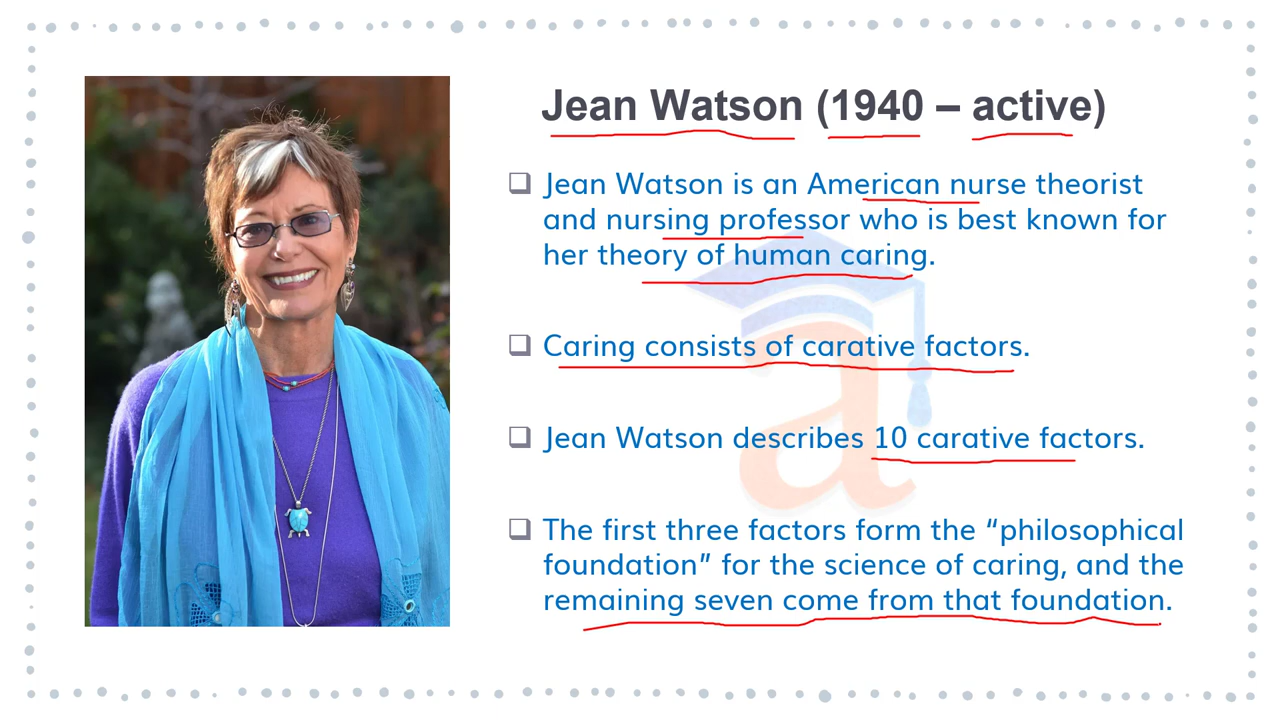 Jean Watson (1940 – active)
❑ Jean Watson is an American nurse theorist
and nursing professor who is best known for
her theory of human caring.
❑ Caring consists of carative factors.
❑ Jean Watson describes 10 carative factors.
❑ The first three factors form the “philosophical
foundation” for the science of caring, and the
remaining seven come from that foundation.